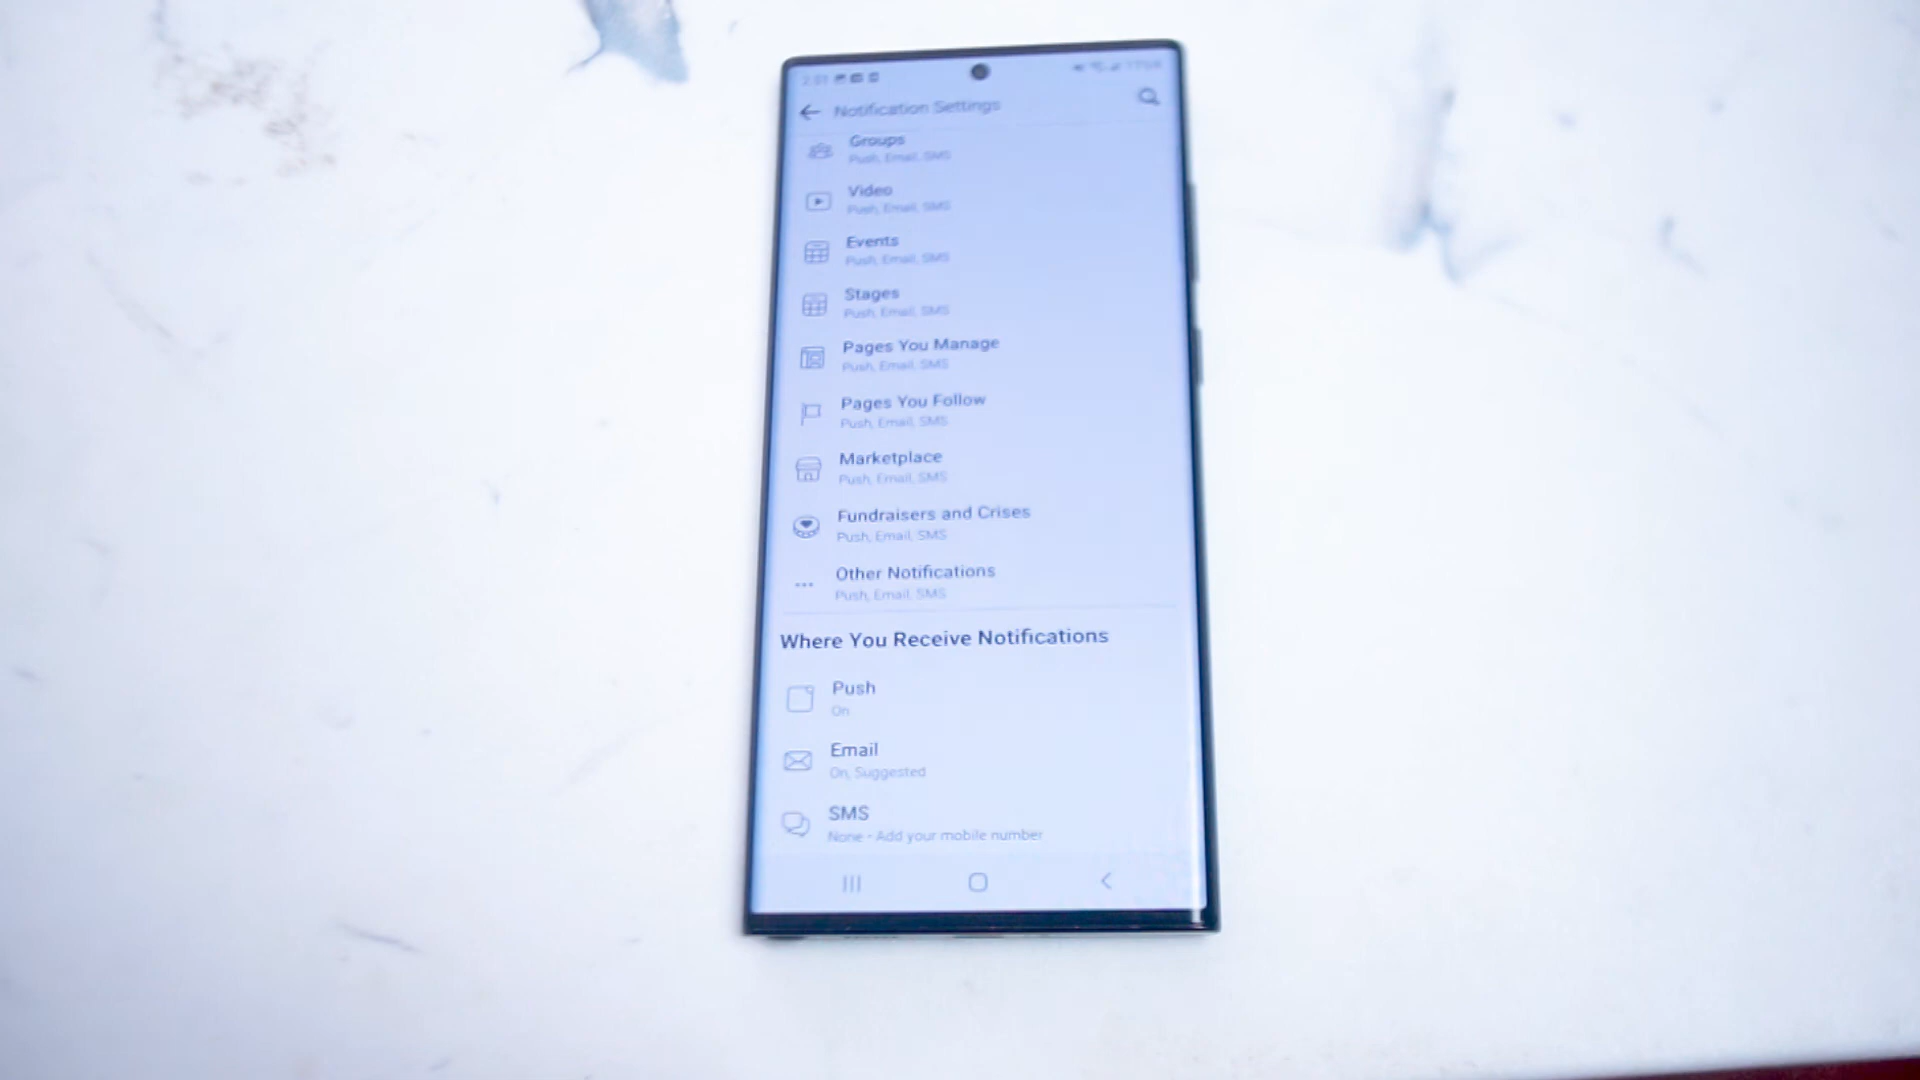 2:01
Notification Settings
Groups
Push, Email, SMS
Video
Push, Email, SMS
Events
Push, Email, SMS
Stages
Push, Email, SMS
Pages You Manage
Push, Email, SMS
Pages You Follow
Push, Email, SMS
Marketplace
Push, Email, SMS
Fundraisers and Crises
Push, Email, SMS
Other Notifications
Push, Email, SMS
Where You Receive Notifications
Push
On
Email
On, Suggested
SMS
None - Add your mobile number